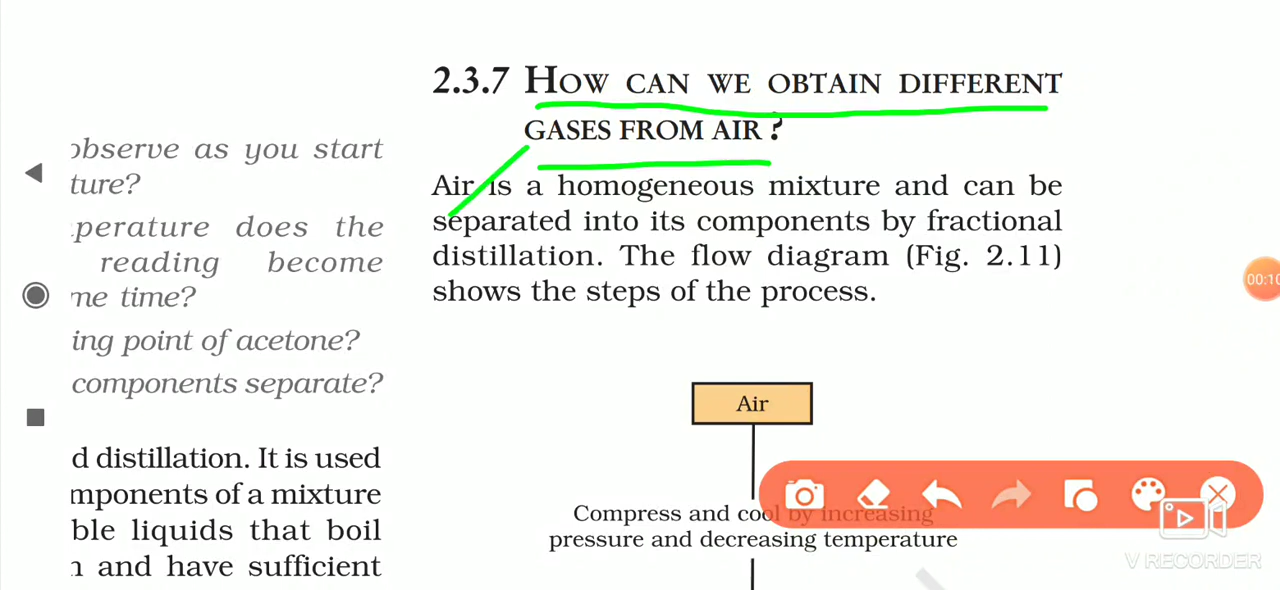 observe as you start
ture?
perature does the
reading become
me time?
ing point of acetone?
components separate?
d distillation. It is used
mponents of a mixture
ble liquids that boil
n and have sufficient
2.3.7 HOW CAN WE OBTAIN DIFFERENT
GASES FROM AIR ?
Air is a homogeneous mixture and can be
separated into its components by fractional
distillation. The flow diagram (Fig. 2.11)
shows the steps of the process.
Air
Compress and cool by increasing
pressure and decreasing temperature
00:10
V RECORDER